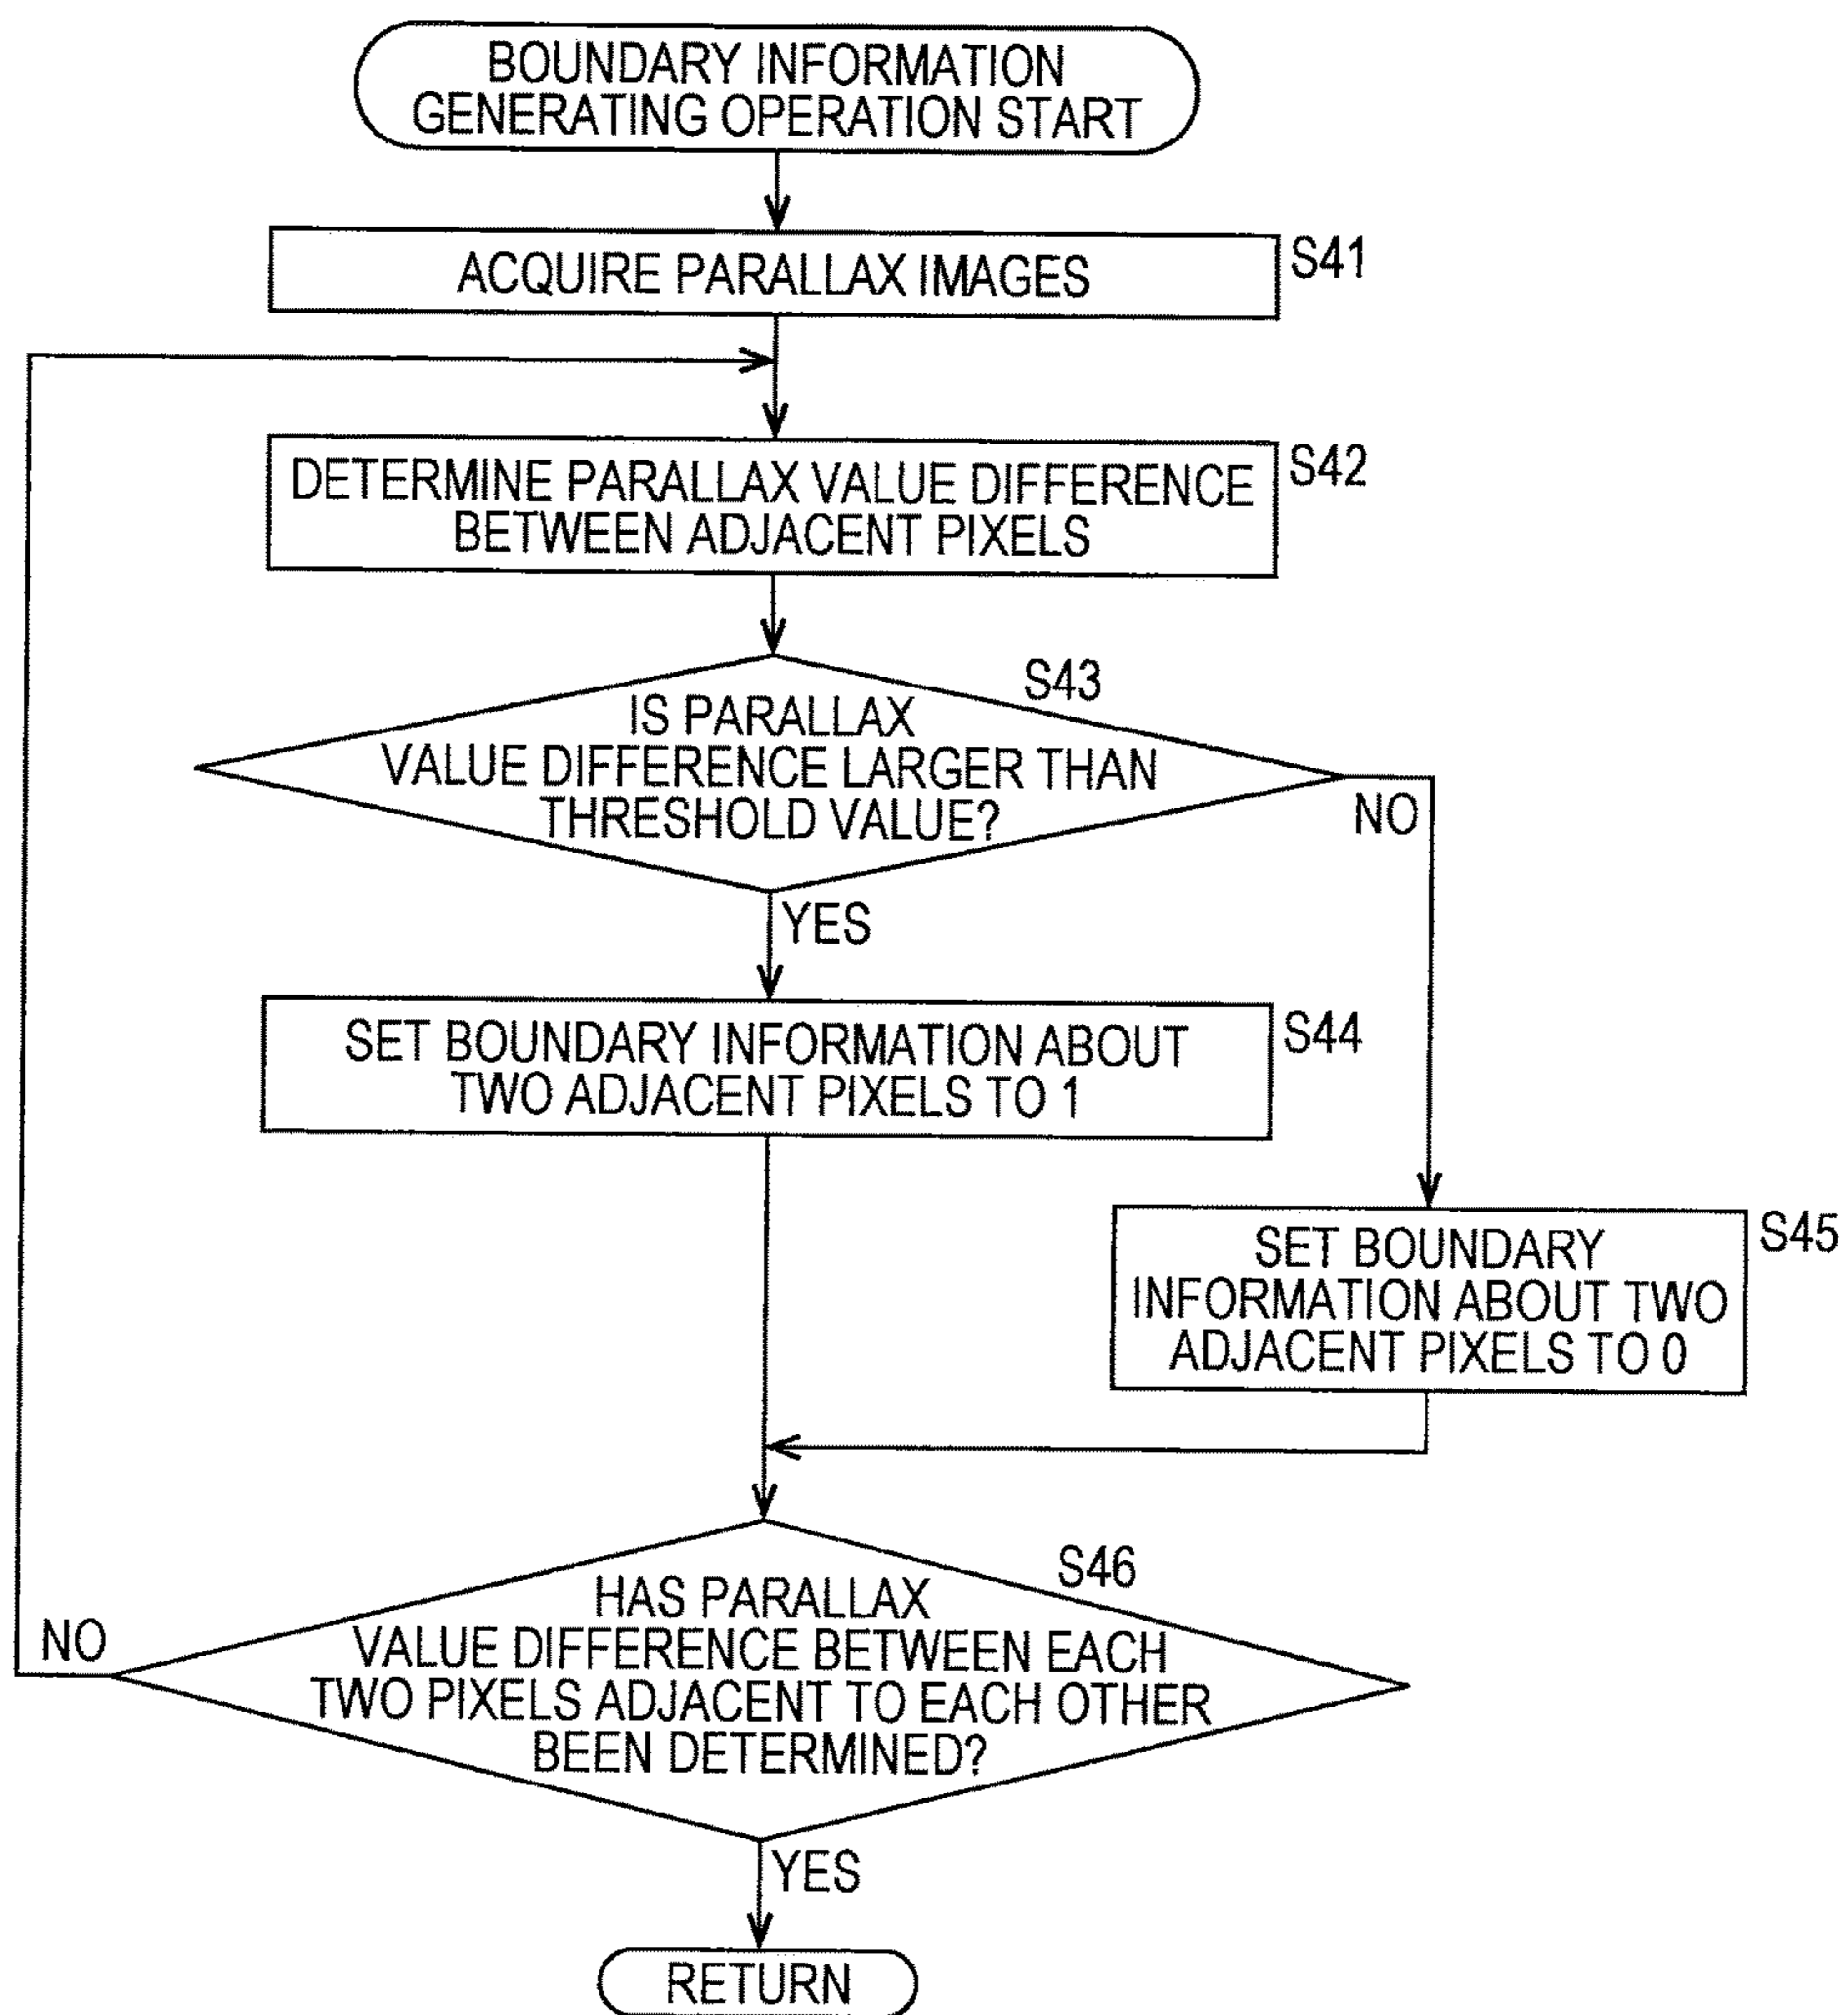 BOUNDARY INFORMATION
GENERATING OPERATION START
ACQUIRE PARALLAX IMAGES
S41
DETERMINE PARALLAX VALUE DIFFERENCE
BETWEEN ADJACENT PIXELS
S42
S43
IS PARALLAX
VALUE DIFFERENCE LARGER THAN
THRESHOLD VALUE?
NO
YES
SET BOUNDARY INFORMATION ABOUT
TWO ADJACENT PIXELS TO 1
S44
SET BOUNDARY
INFORMATION ABOUT TWO
ADJACENT PIXELS TO 0
S45
S46
HAS PARALLAX
VALUE DIFFERENCE BETWEEN EACH
TWO PIXELS ADJACENT TO EACH OTHER
BEEN DETERMINED?
NO
YES
RETURN